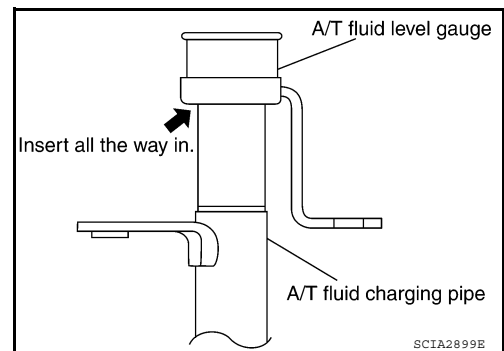 A/T fluid level gauge
Insert all the way in.
A/T fluid charging pipe
SCIA2899E